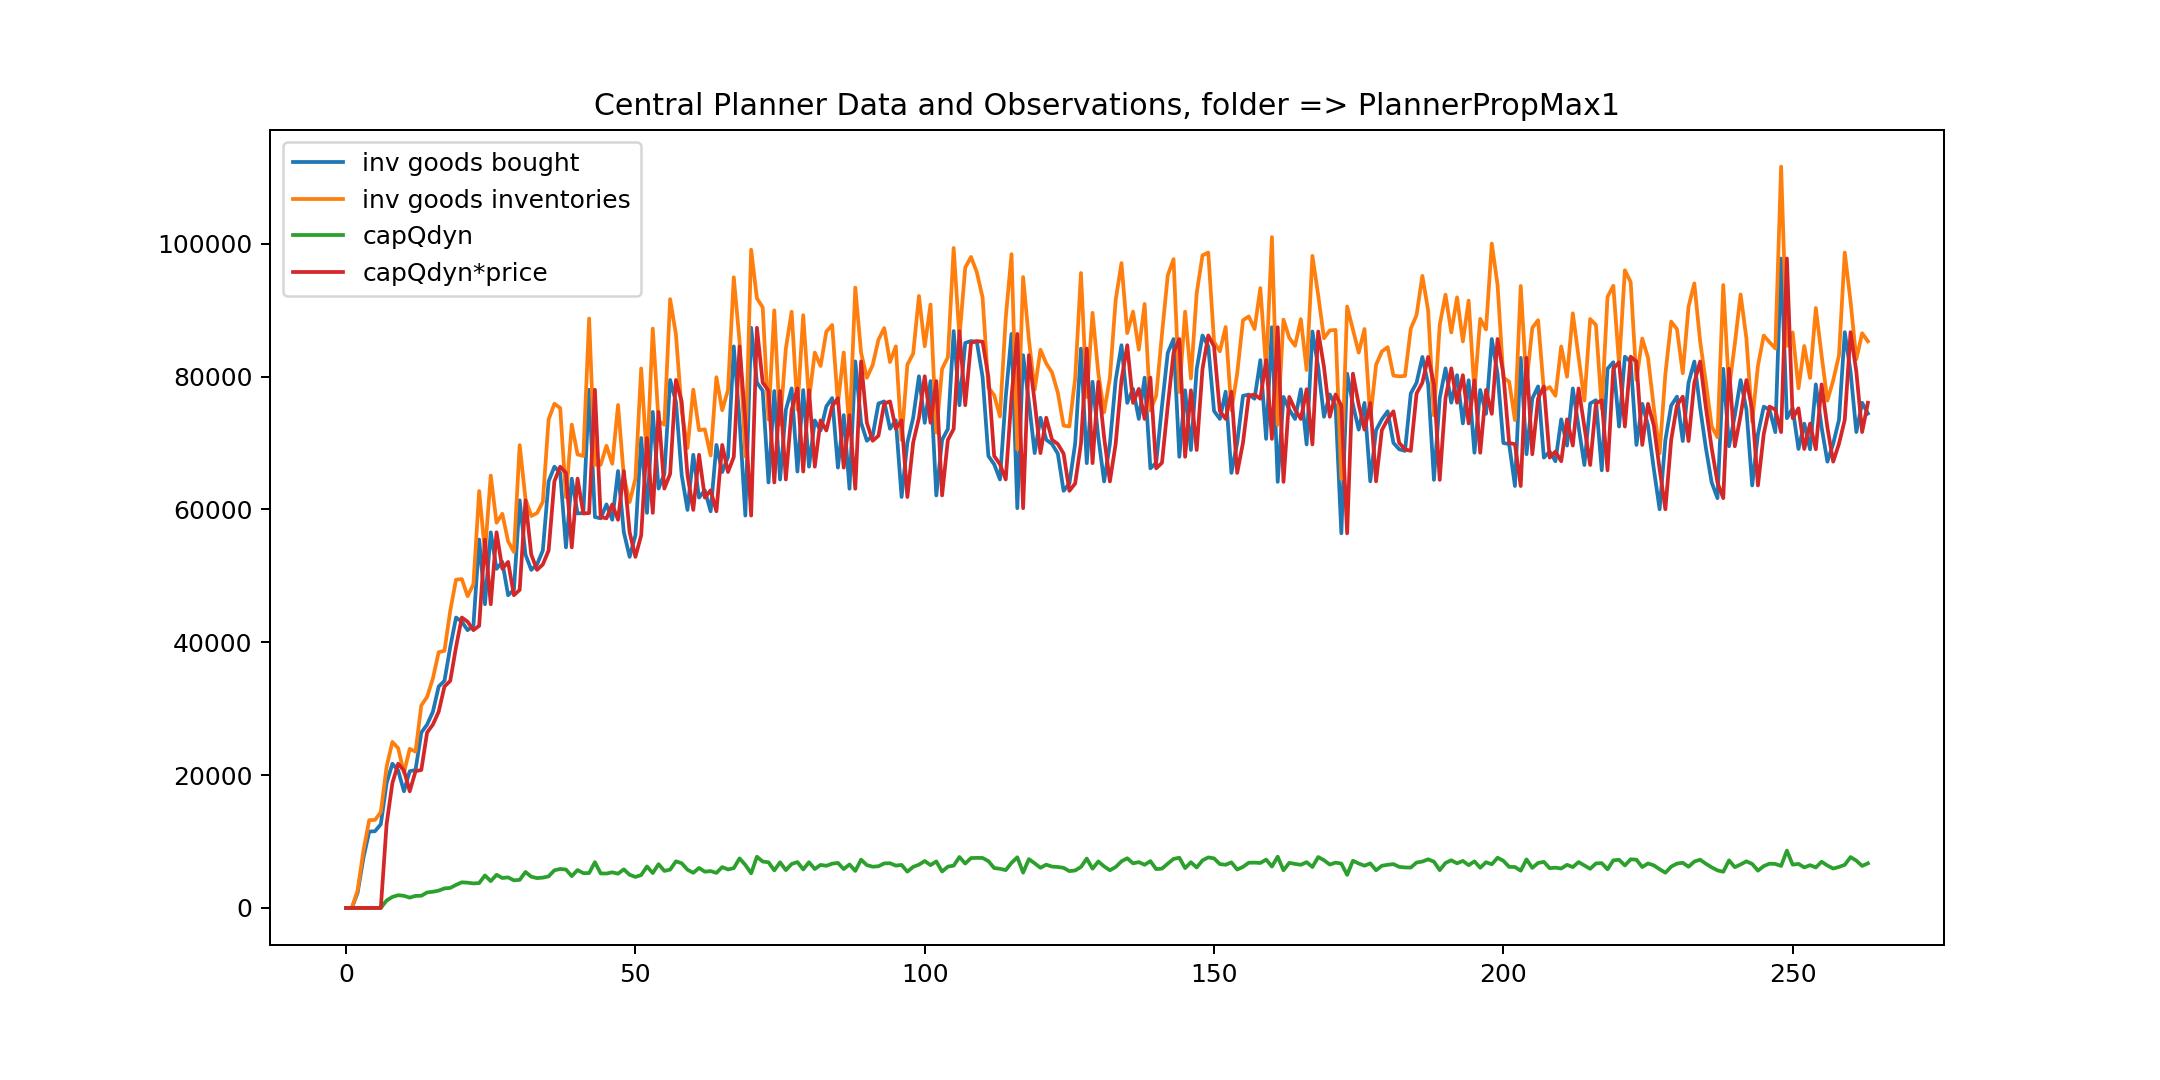 Central Planner Data and Observations, folder => PlannerPropMax1
inv goods bought
inv goods inventories
capQdyn
capQdyn*price
100000
80000
60000
40000
20000
0
0 50 100 150 200 250